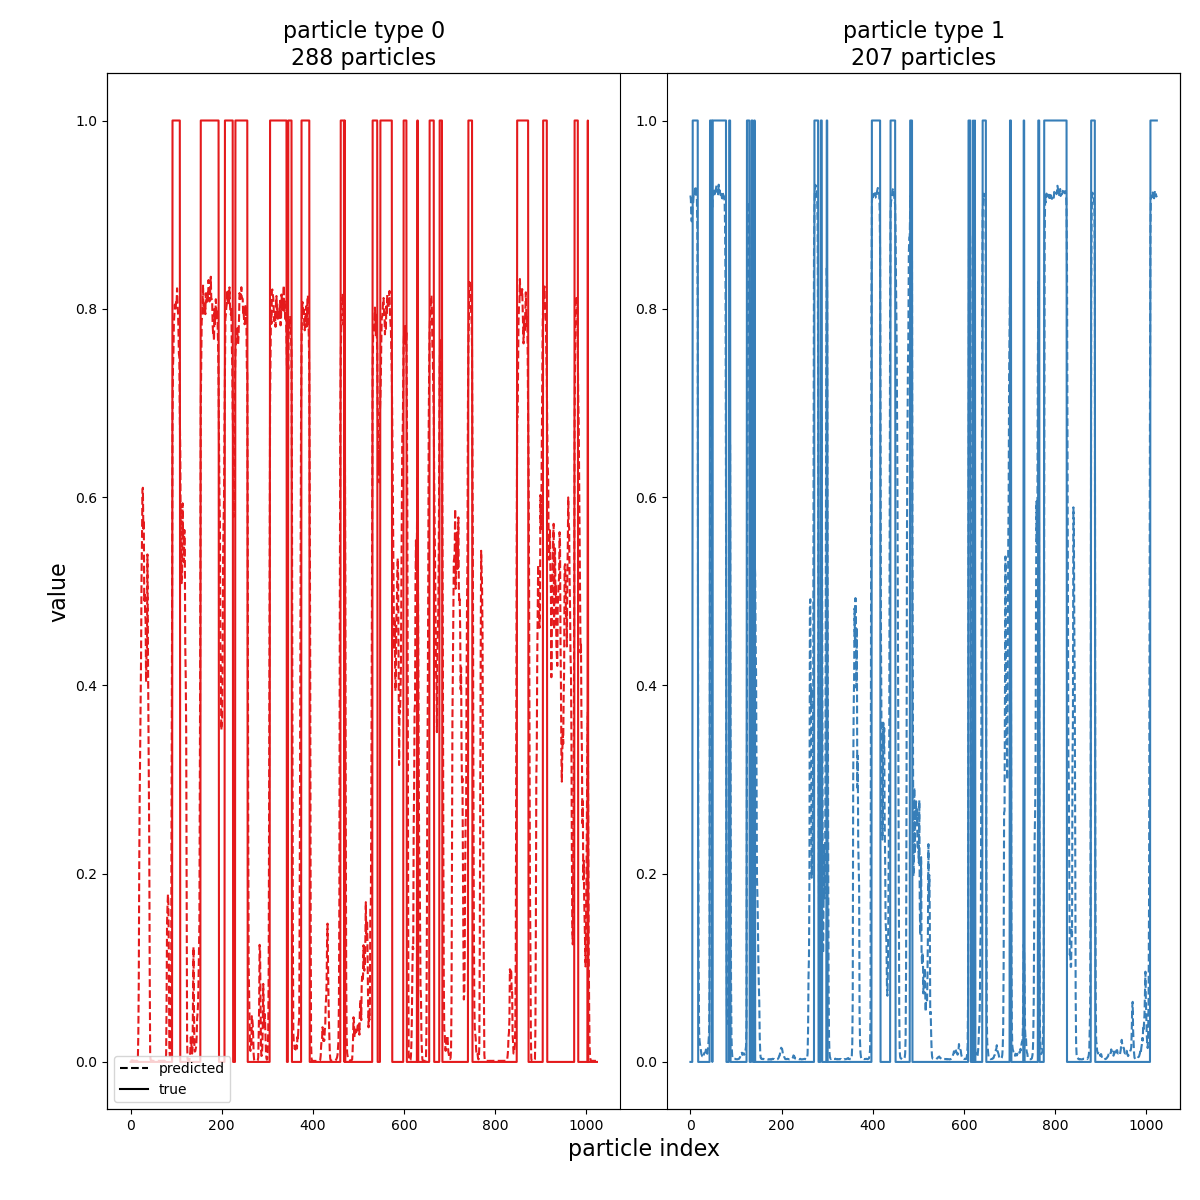 particle type 0
288 particles
particle type 1
207 particles
1.0
0.8
0.6
0.4
0.2
0.0
1.0
0.8
0.6
0.4
0.2
0.0
value
predicted
true
0 200 400 600 800 1000
0 200 400 600 800 1000
particle index